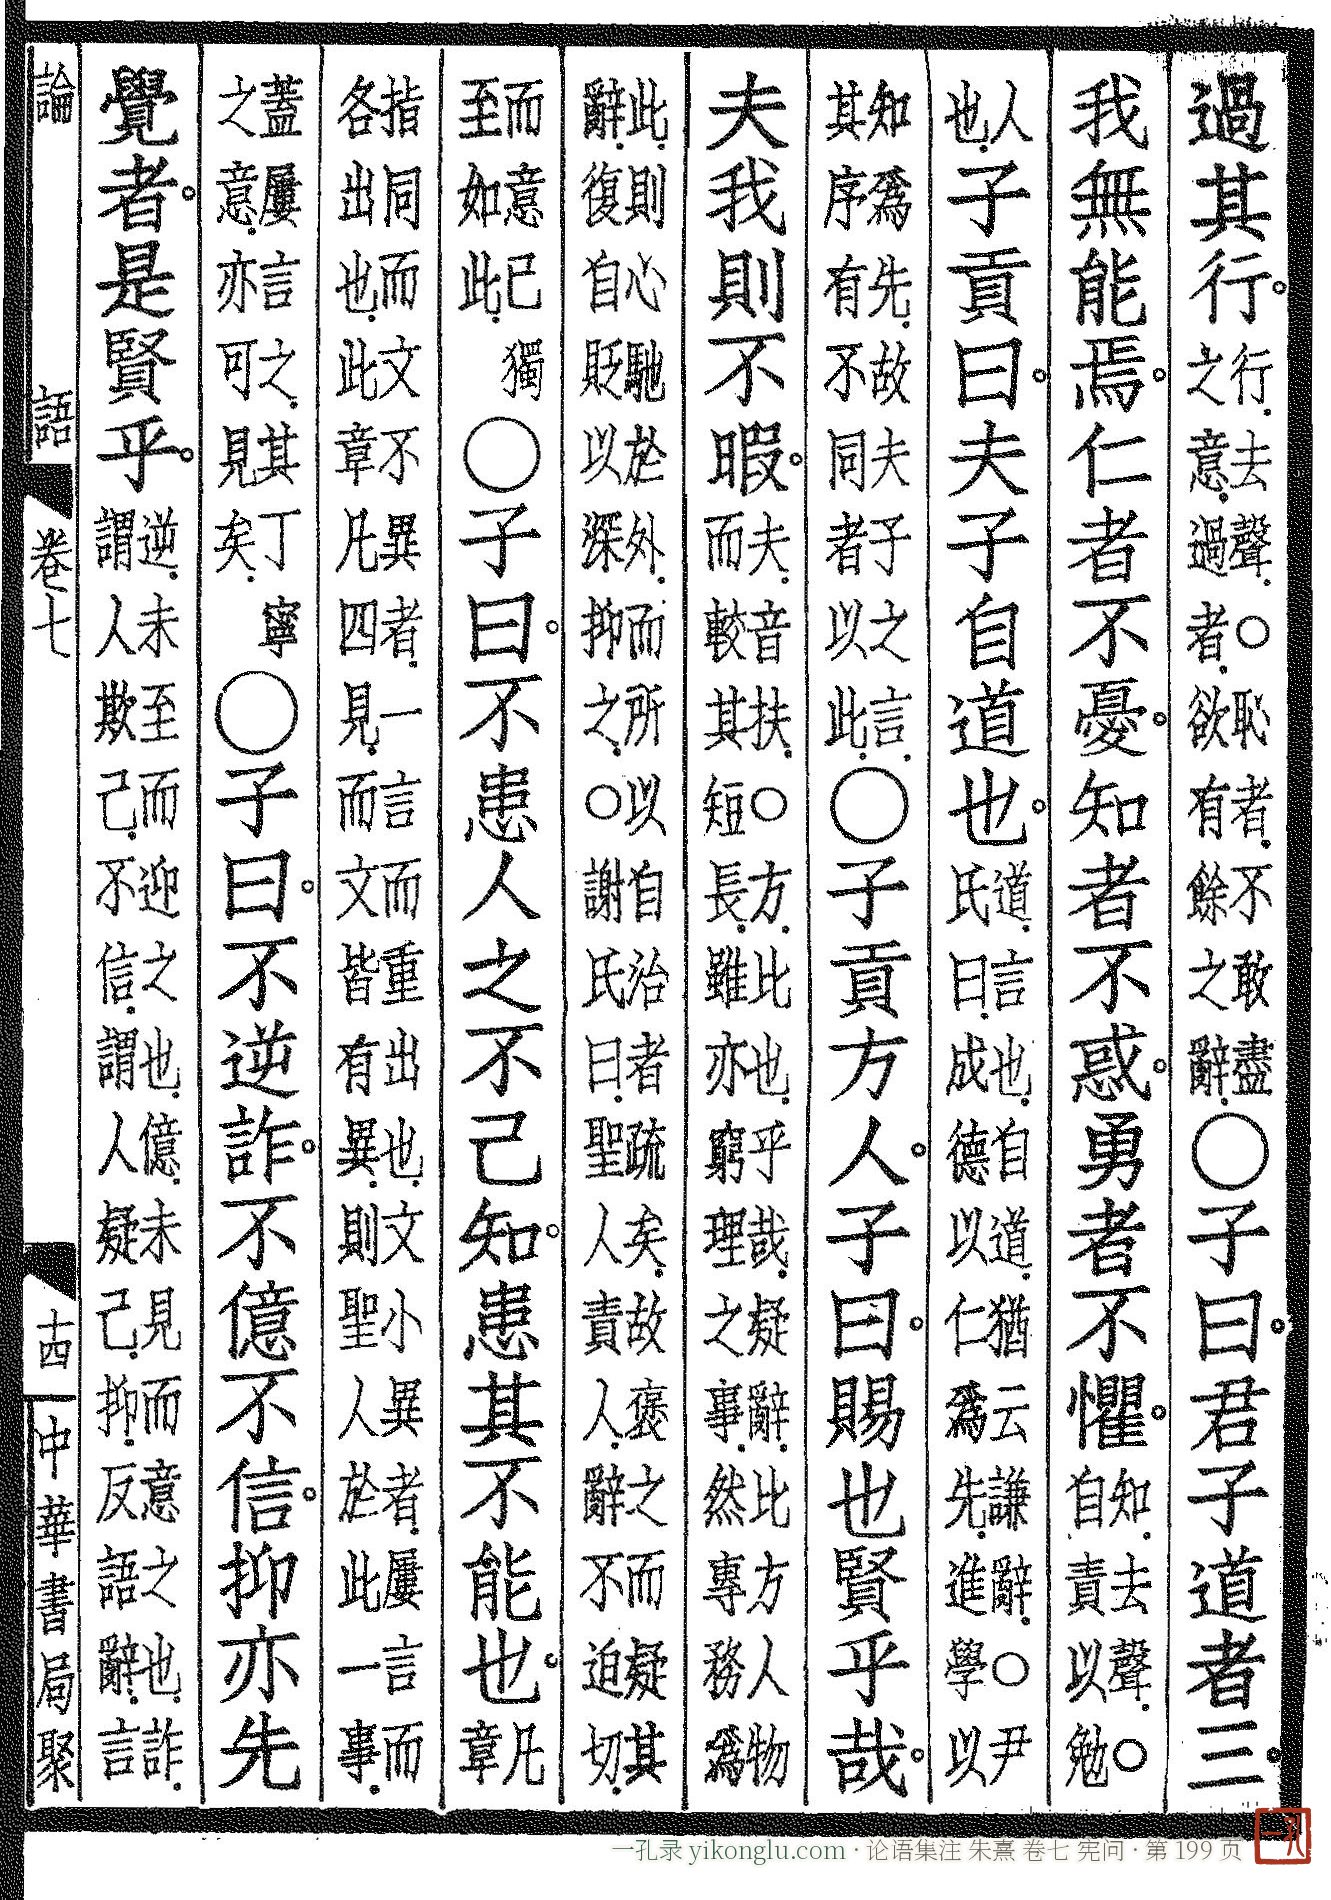 過其行。行.去聲.○恥者.不敢盡之意.過者.欲有餘之辭.○子曰。君子道者三。
我無能焉。仁者不憂。知者不惑。勇者不懼。知.去聲.○自責以勉
人也.子貢曰。夫子自道也。道.言也.自道.猶云謙辭.○尹氏曰.成德以仁爲先.進學以
知爲先.故夫子之言.其序有不同者以此.○子貢方人。子曰。賜也賢乎哉。
夫我則不暇。夫.音扶.○方.比也.乎哉.疑辭.比方人物而較其短長.雖亦窮理之事.然專務爲
此.則心馳於外.而所以自治者疏矣.故褒之而疑其辭.復自貶以深抑之.○謝氏曰聖人責人.辭不迫切.
而意已獨至如此.○子曰。不患人之不己知。患其不能也。凡章
指同而文不異者.一言而重出也.文小異者.屢言而各出也.此章凡四見.而文皆有異.則聖人於此一事.
蓋屢言之.其丁寧之意.亦可見矣.○子曰。不逆詐。不億不信。抑亦先
覺者。是賢乎。逆.未至而迎之也.億.未見而意之也.詐.謂人欺己.不信.謂人疑己.抑.反語辭.言
論語 卷七 十四 中華書局聚
一孔录 yikonglu.com · 论语集注 朱熹 卷七 宪问 · 第 199 页
一孔